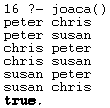 16 ?- joaca()
peter chris
peter susan
chris peter
chris susan
susan peter
susan chris
true.